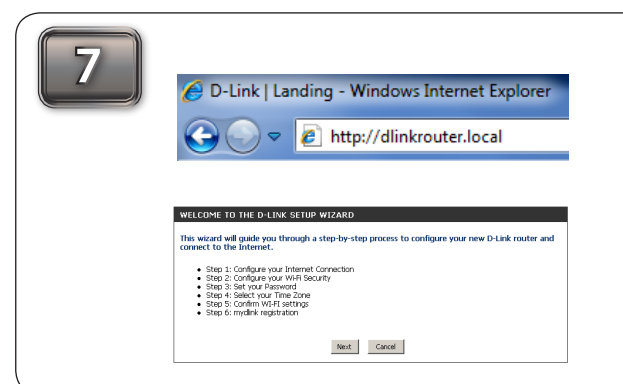 7
D-Link | Landing - Windows Internet Explorer
http://dlinkrouter.local
WELCOME TO THE D-LINK SETUP WIZARD
This wizard will guide you through a step-by-step process to configure your new D-Link router and
connect to the Internet.
• Step 1: Configure your Internet Connection
• Step 2: Configure your Wi-Fi Security
• Step 3: Set your Password
• Step 4: Select your Time Zone
• Step 5: Confirm WI-FI settings
• Step 6: mydlink registration
Next Cancel